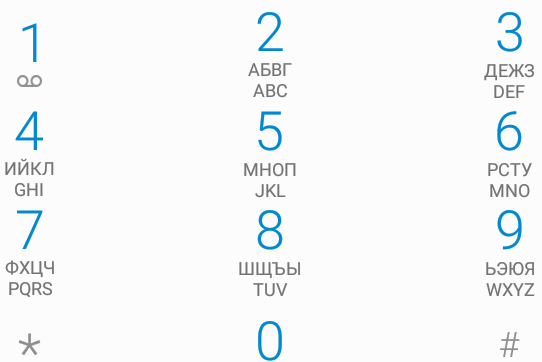 1 2 3
АБВГ ДЕЖЗ
ABC DEF
4 5 6
ИЙКЛ МНОП РСТУ
GHI JKL MNO
7 8 9
ФХЦЧ ШЩЪЫ ЬЭЮЯ
PQRS TUV WXYZ
* 0 #